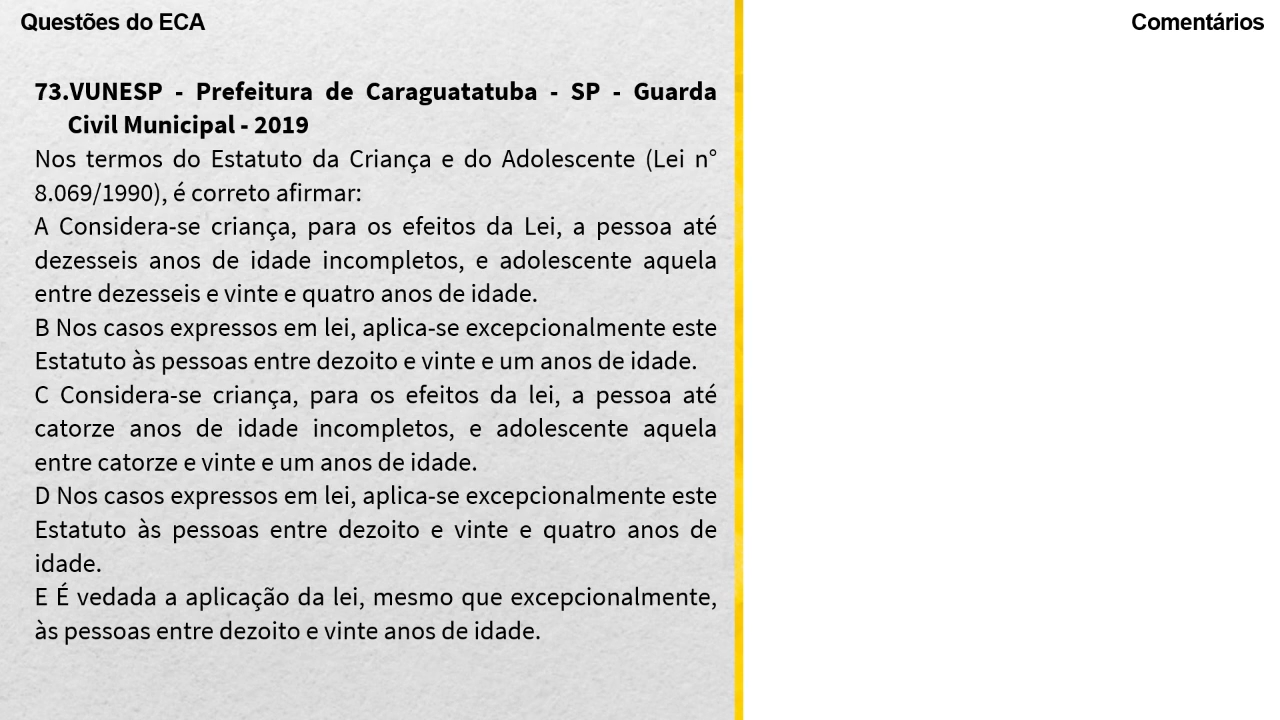 Questões do ECA
Comentários
73.VUNESP - Prefeitura de Caraguatatuba - SP - Guarda
Civil Municipal - 2019
Nos termos do Estatuto da Criança e do Adolescente (Lei n°
8.069/1990), é correto afirmar:
A Considera-se criança, para os efeitos da Lei, a pessoa até
dezesseis anos de idade incompletos, e adolescente aquela
entre dezesseis e vinte e quatro anos de idade.
B Nos casos expressos em lei, aplica-se excepcionalmente este
Estatuto às pessoas entre dezoito e vinte e um anos de idade.
C Considera-se criança, para os efeitos da lei, a pessoa até
catorze anos de idade incompletos, e adolescente aquela
entre catorze e vinte e um anos de idade.
D Nos casos expressos em lei, aplica-se excepcionalmente este
Estatuto às pessoas entre dezoito e vinte e quatro anos de
idade.
E É vedada a aplicação da lei, mesmo que excepcionalmente,
às pessoas entre dezoito e vinte anos de idade.